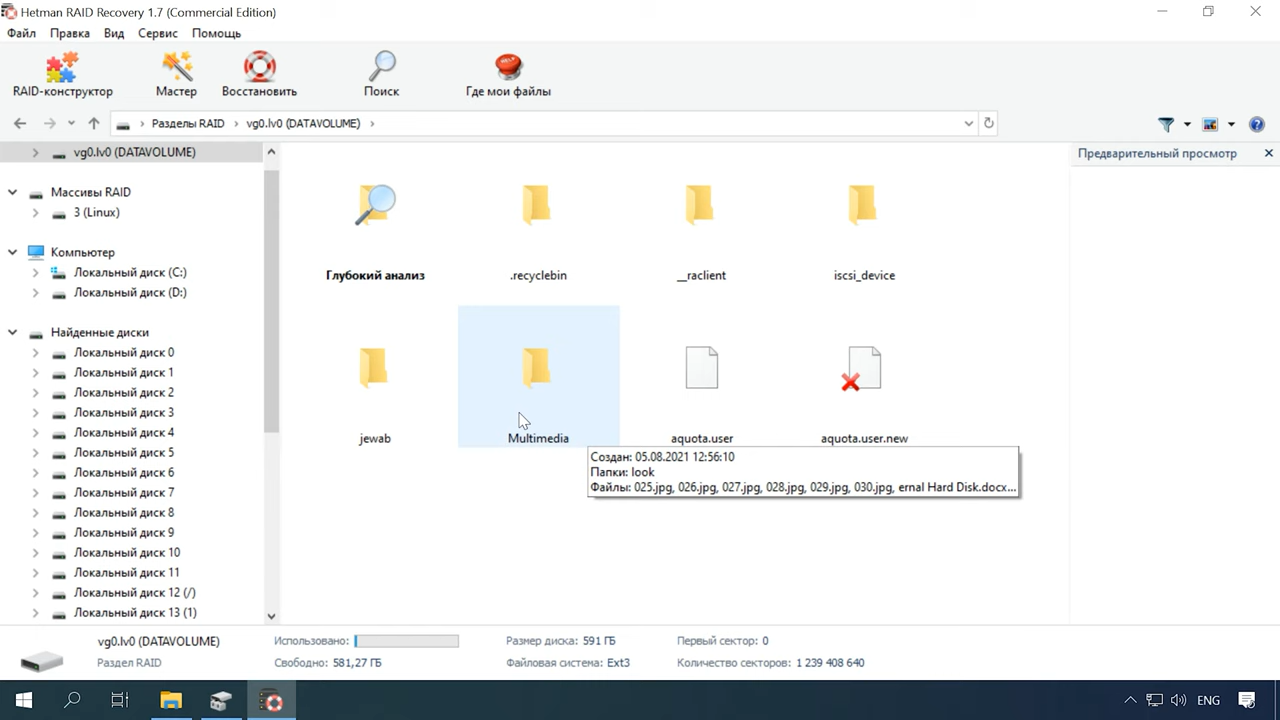 Hetman RAID Recovery 1.7 (Commercial Edition)
Файл Правка Вид Сервис Помощь
RAID-конструктор Мастер Восстановить Поиск Где мои файлы
HELP
Разделы RAID vg0.lv0 (DATAVOLUME)
vg0.lv0 (DATAVOLUME)
Массивы RAID
3 (Linux)
Компьютер
Локальный диск (C:)
Локальный диск (D:)
Найденные диски
Локальный диск 0
Локальный диск 1
Локальный диск 2
Локальный диск 3
Локальный диск 4
Локальный диск 5
Локальный диск 6
Локальный диск 7
Локальный диск 8
Локальный диск 9
Локальный диск 10
Локальный диск 11
Локальный диск 12 (/)
Локальный диск 13 (1)
Глубокий анализ .recyclebin __raclient iscsi_device
jewab Multimedia aquota.user aquota.user.new
Создан: 05.08.2021 12:56:10
Папки: look
Файлы: 025.jpg, 026.jpg, 027.jpg, 028.jpg, 029.jpg, 030.jpg, ernal Hard Disk.docx...
Предварительный просмотр
vg0.lv0 (DATAVOLUME) Использовано: Размер диска: 591 ГБ Первый сектор: 0
Раздел RAID Свободно: 581,27 ГБ Файловая система: Ext3 Количество секторов: 1 239 408 640
ENG